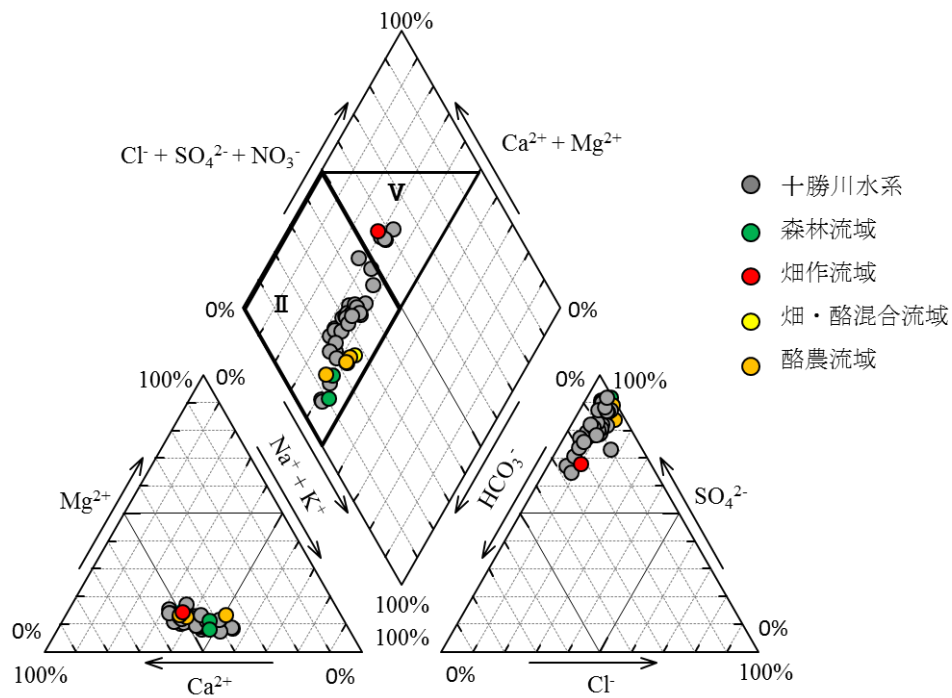 100%
Cl⁻ + SO₄²⁻ + NO₃⁻
Ca²⁺ + Mg²⁺
Ⅴ
Ⅱ
0%
0%
十勝川水系
森林流域
畑作流域
畑・酪混合流域
酪農流域
100%
0%
0%
100%
Na⁺ + K⁺
HCO₃⁻
Mg²⁺
SO₄²⁻
100%
0%
100%
0%
100%
0%
0%
100%
Ca²⁺
Cl⁻